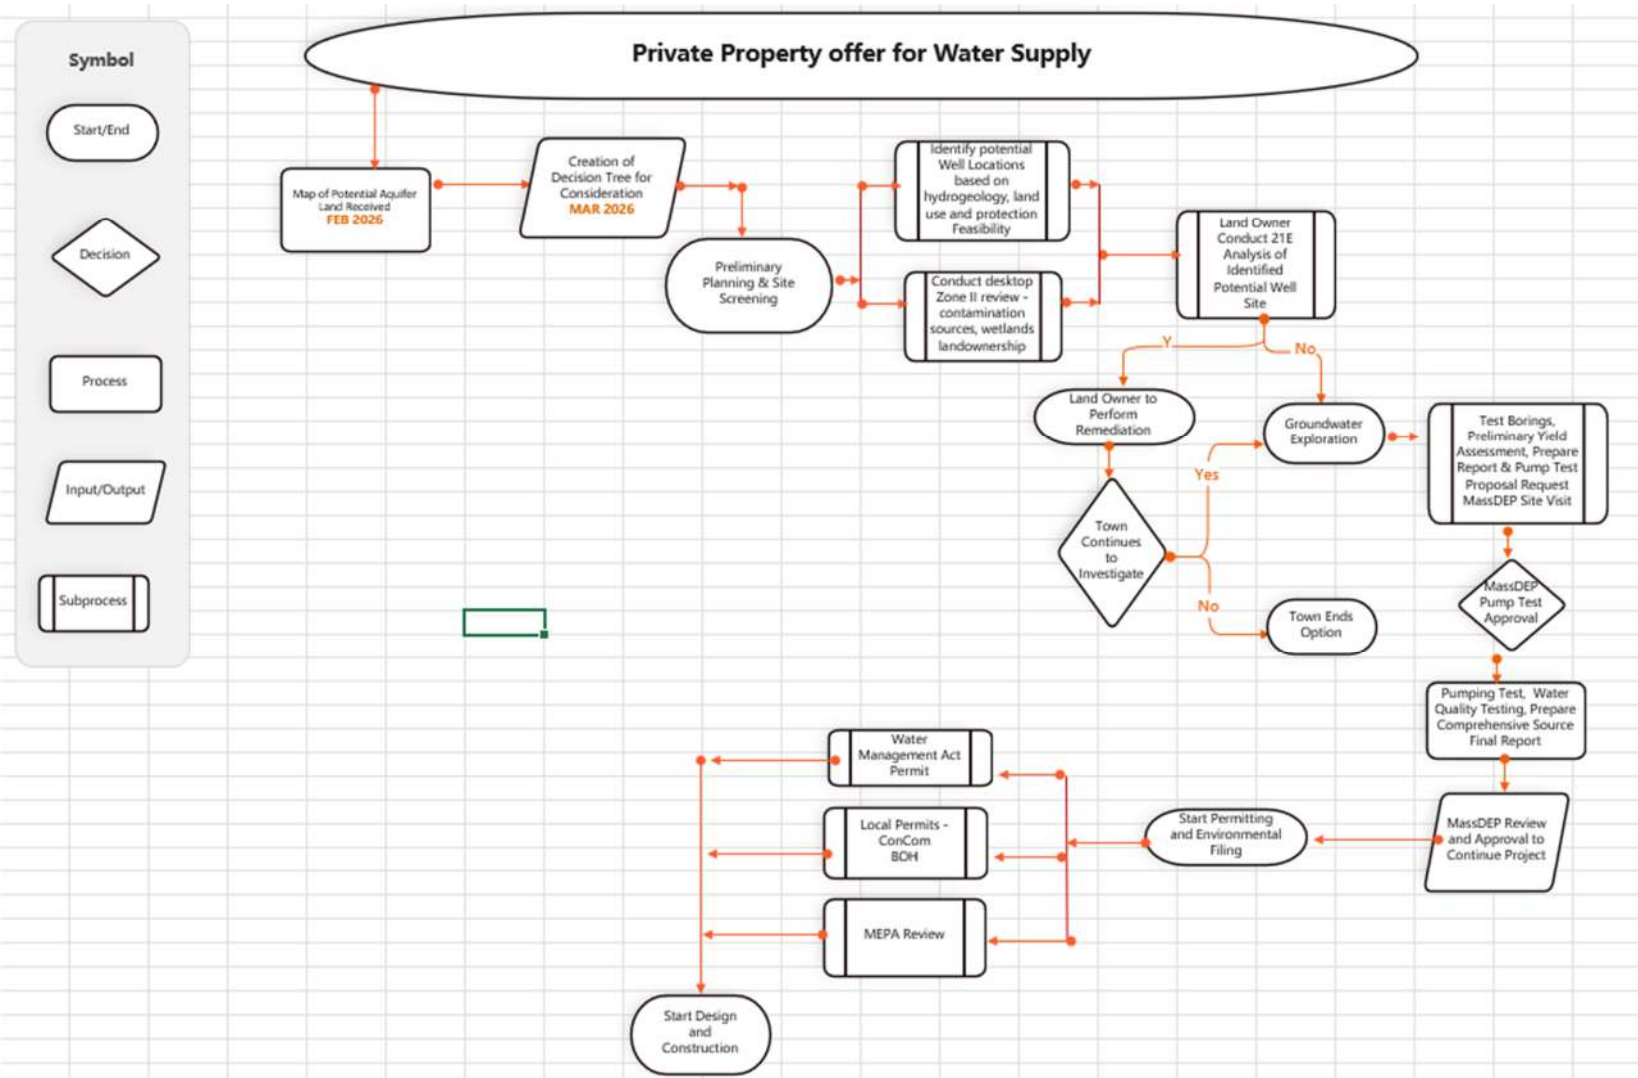 Private Property offer for Water Supply
Symbol
Start/End
Decision
Process
Input/Output
Subprocess
Map of Potential Aquifer
Land Received
FEB 2026
Creation of
Decision Tree for
Consideration
MAR 2026
Preliminary
Planning & Site
Screening
Identify potential
Well Locations
based on
hydrogeology, land
use and protection
Feasibility
Conduct desktop
Zone II review -
contamination
sources, wetlands
landownership
Land Owner
Conduct 21E
Analysis of
Identified
Potential Well
Site
Y
No
Land Owner to
Perform
Remediation
Groundwater
Exploration
Test Borings,
Preliminary Yield
Assessment, Prepare
Report & Pump Test
Proposal Request
MassDEP Site Visit
Yes
Town
Continues
to
Investigate
No
Town Ends
Option
MassDEP
Pump Test
Approval
Pumping Test, Water
Quality Testing, Prepare
Comprehensive Source
Final Report
MassDEP Review
and Approval to
Continue Project
Start Permitting
and Environmental
Filing
Water
Management Act
Permit
Local Permits -
ConCom
BOH
MEPA Review
Start Design
and
Construction